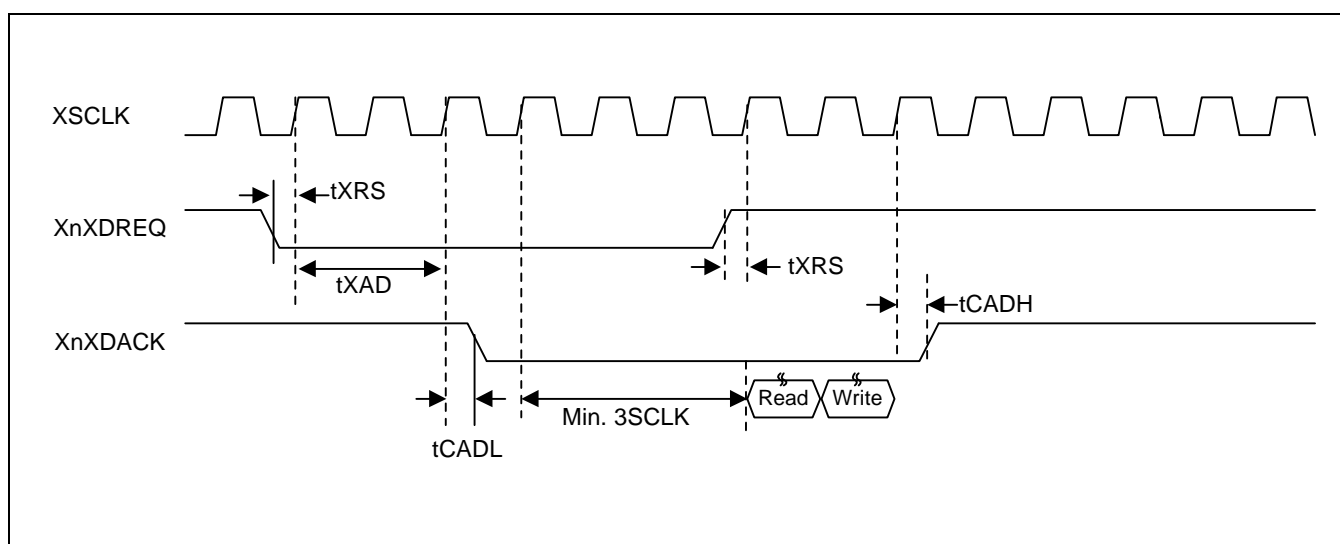 XSCLK
tXRS
XnXDREQ
tXAD
tXRS
tCADH
XnXDACK
Read
Write
Min. 3SCLK
tCADL